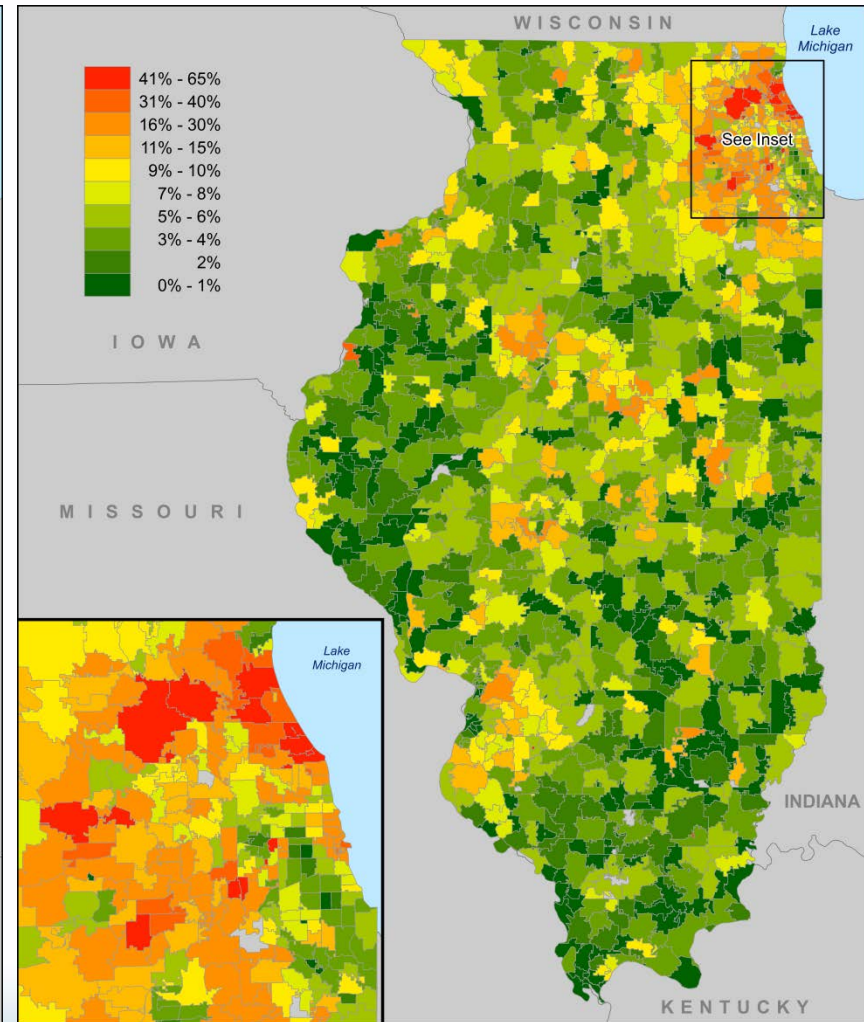 WISCONSIN
Lake
Michigan
41% - 65%
31% - 40%
16% - 30%
11% - 15%
9% - 10%
7% - 8%
5% - 6%
3% - 4%
2%
0% - 1%
See Inset
IOWA
MISSOURI
Lake
Michigan
INDIANA
KENTUCKY